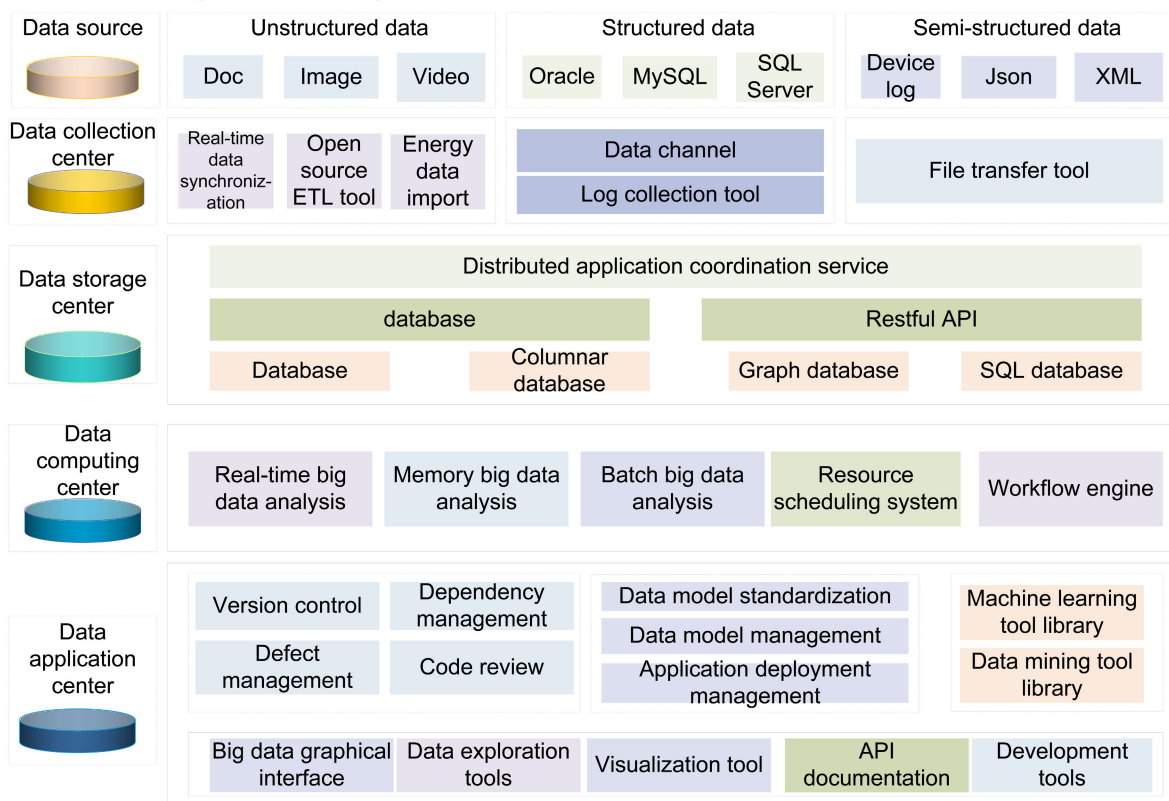 Data source
Unstructured data
Doc
Image
Video
Structured data
Oracle
MySQL
SQL
Server
Semi-structured data
Device
log
Json
XML
Data collection
center
Real-time
data
synchroniz-
ation
Open
source
ETL tool
Energy
data
import
Data channel
Log collection tool
File transfer tool
Data storage
center
Distributed application coordination service
database
Restful API
Database
Columnar
database
Graph database
SQL database
Data
computing
center
Real-time big
data analysis
Memory big data
analysis
Batch big data
analysis
Resource
scheduling system
Workflow engine
Data
application
center
Version control
Dependency
management
Defect
management
Code review
Data model standardization
Data model management
Application deployment
management
Machine learning
tool library
Data mining tool
library
Big data graphical
interface
Data exploration
tools
Visualization tool
API
documentation
Development
tools